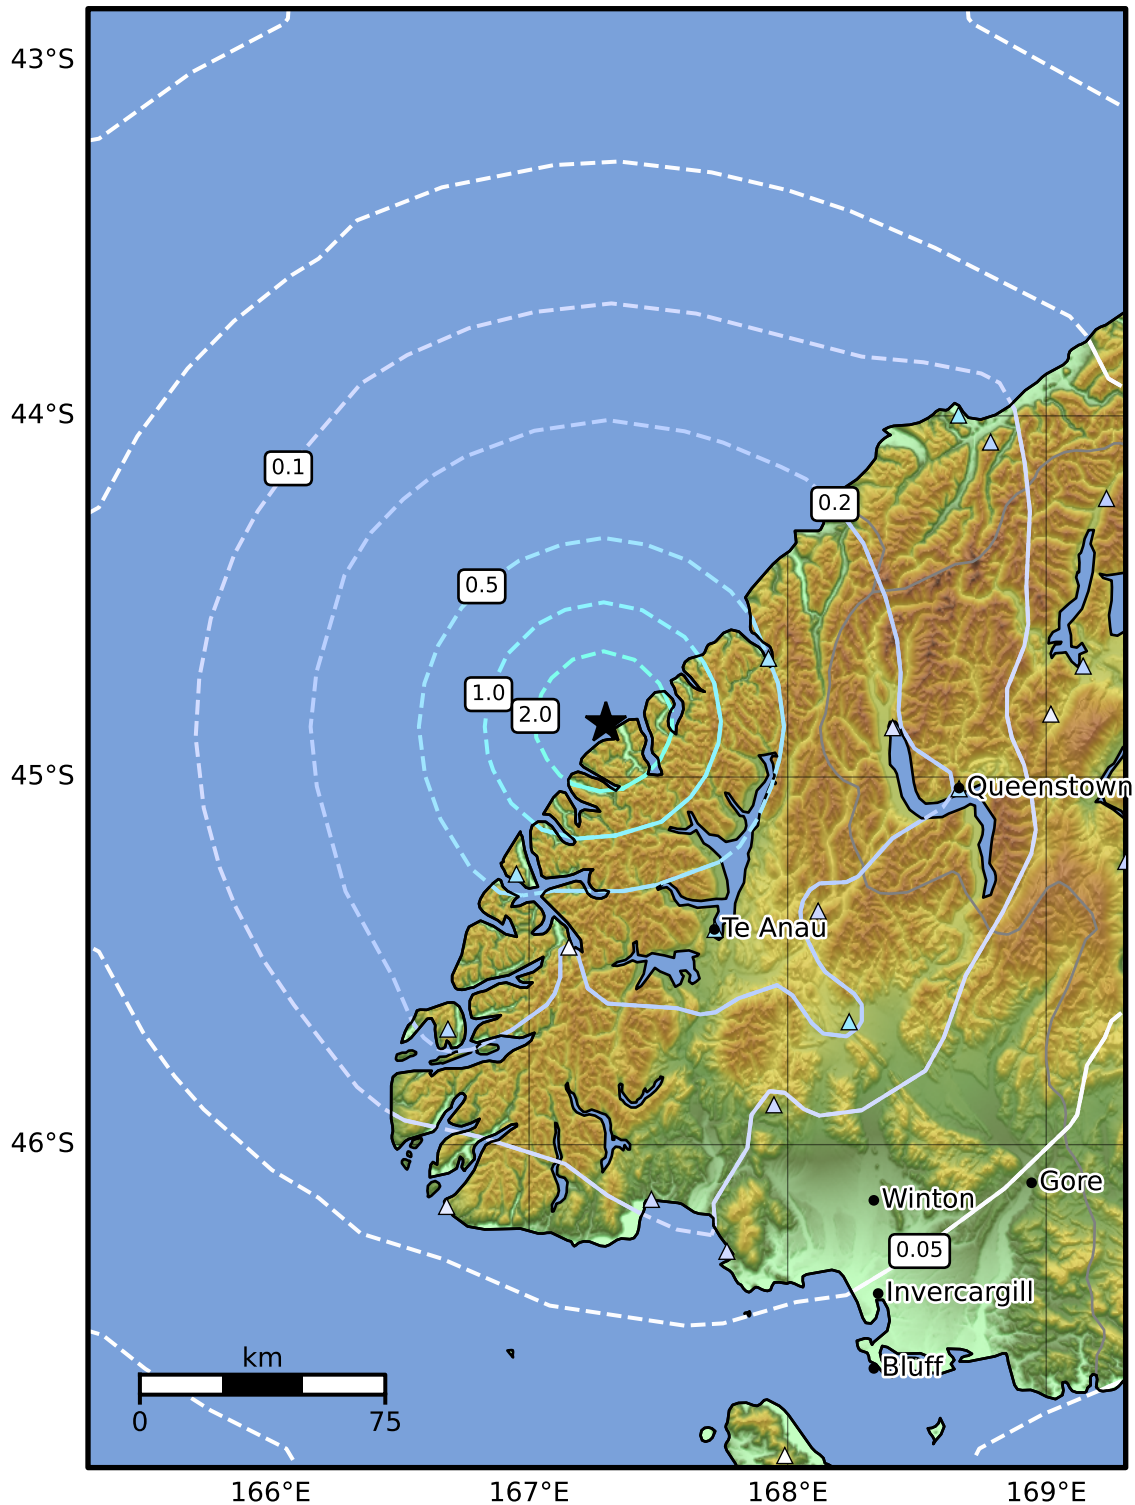 43°S
44°S
0.1
0.2
0.5
1.0
2.0
45°S
Queenstown
Te Anau
46°S
Gore
Winton
0.05
Invercargill
km
Bluff
0
75
166°E
167°E
168°E
169°E